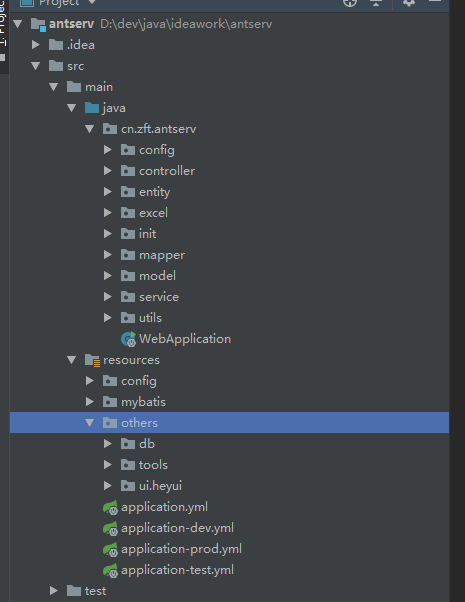 Project
1: Project
antserv D:\dev\java\ideawork\antserv
.idea
src
main
java
cn.zft.antserv
config
controller
entity
excel
init
mapper
model
service
utils
WebApplication
resources
config
mybatis
others
db
tools
ui.heyui
application.yml
application-dev.yml
application-prod.yml
application-test.yml
test